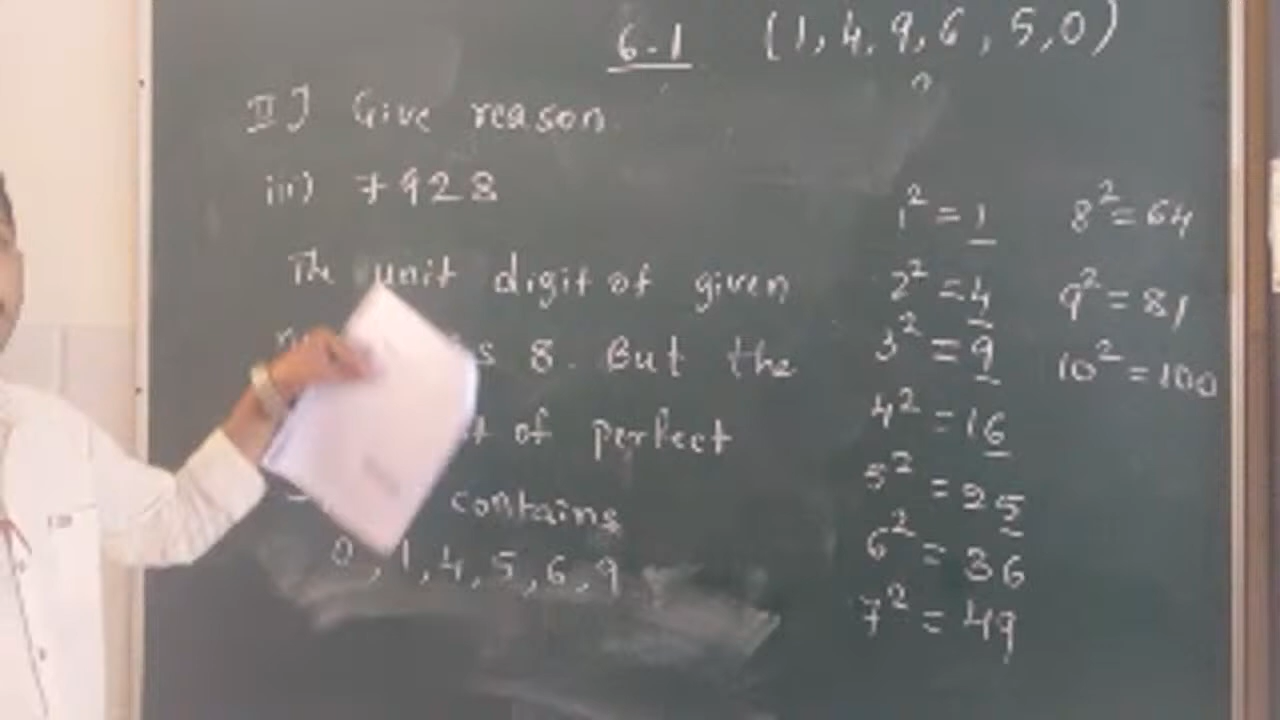 6.1 (1, 4, 9, 6, 5, 0)
II] Give reason
iii) 7928
The unit digit of given
s 8. But the
of perfect
contains
0, 1, 4, 5, 6, 9
1² = 1
2² = 4
3² = 9
4² = 16
5² = 25
6² = 36
7² = 49
8² = 64
9² = 81
10² = 100